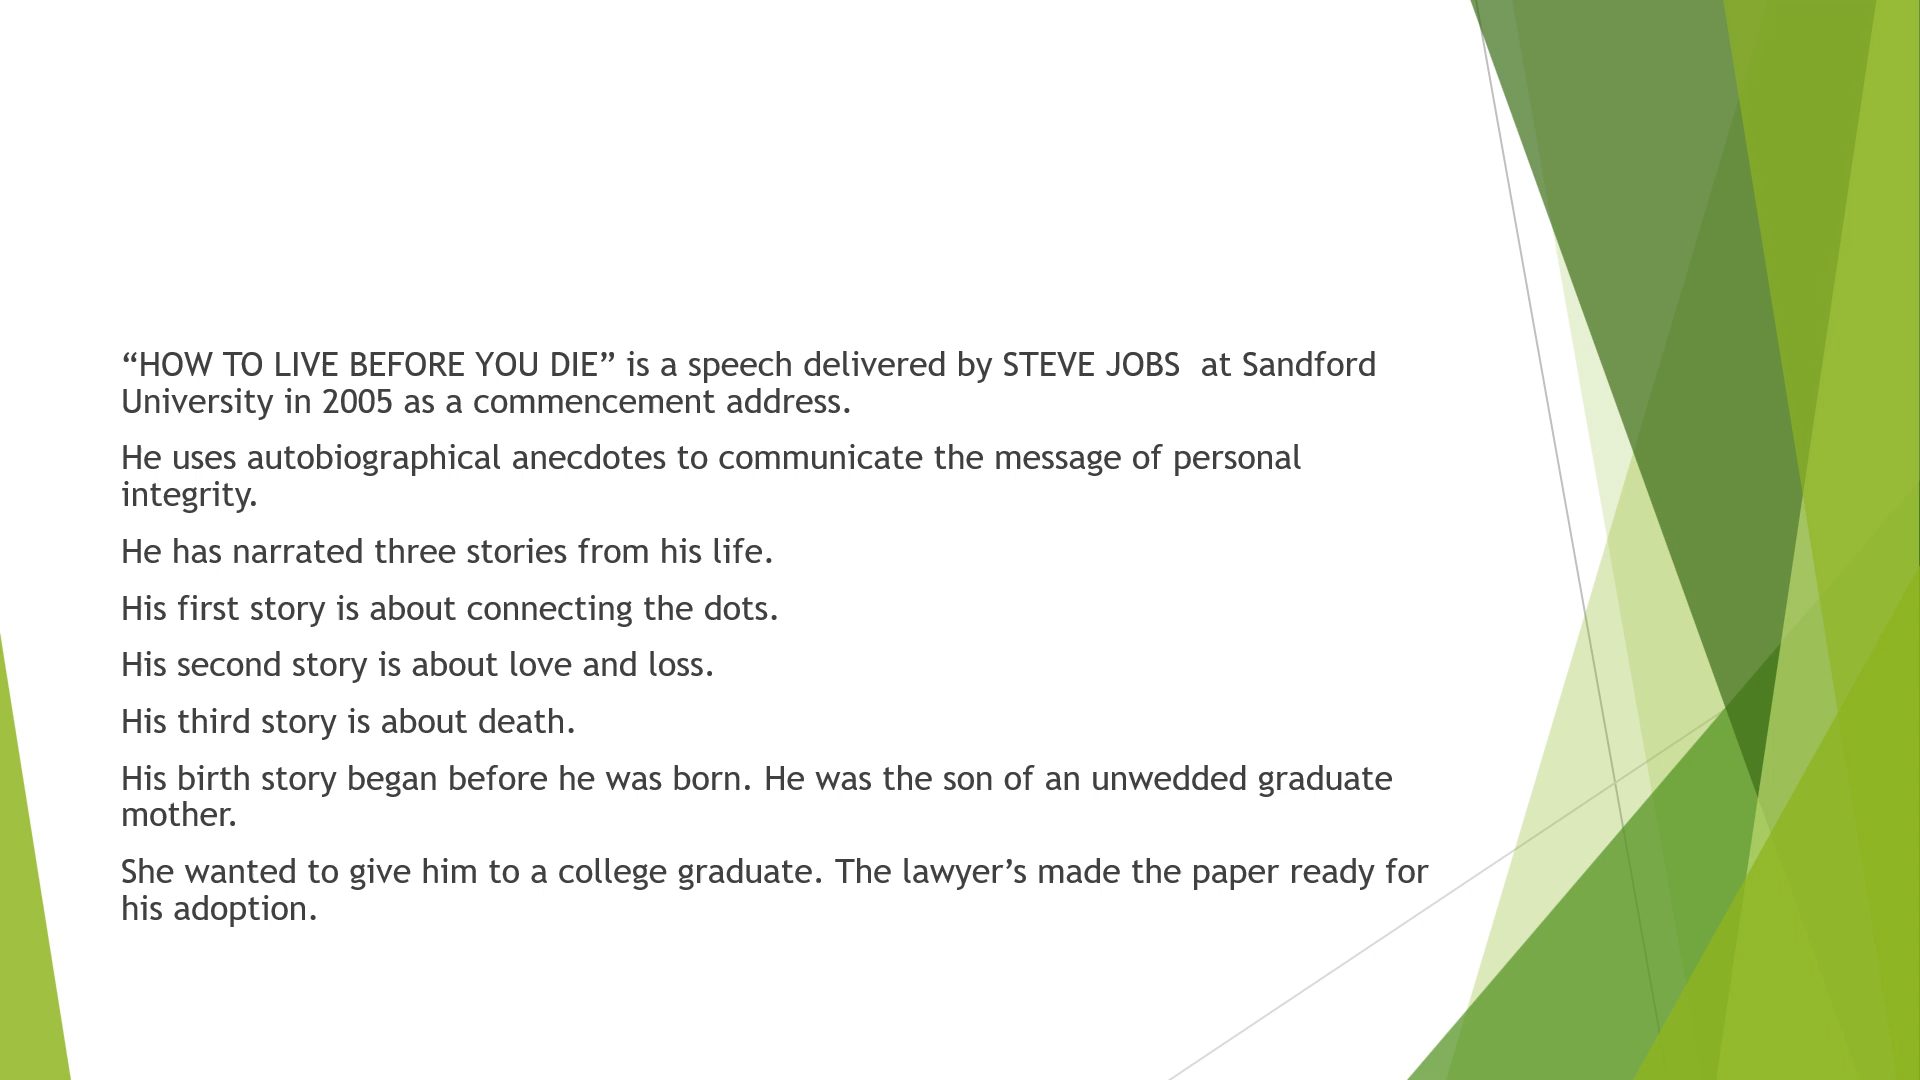 “HOW TO LIVE BEFORE YOU DIE” is a speech delivered by STEVE JOBS  at Sandford
University in 2005 as a commencement address.
He uses autobiographical anecdotes to communicate the message of personal
integrity.
He has narrated three stories from his life.
His first story is about connecting the dots.
His second story is about love and loss.
His third story is about death.
His birth story began before he was born. He was the son of an unwedded graduate
mother.
She wanted to give him to a college graduate. The lawyer’s made the paper ready for
his adoption.